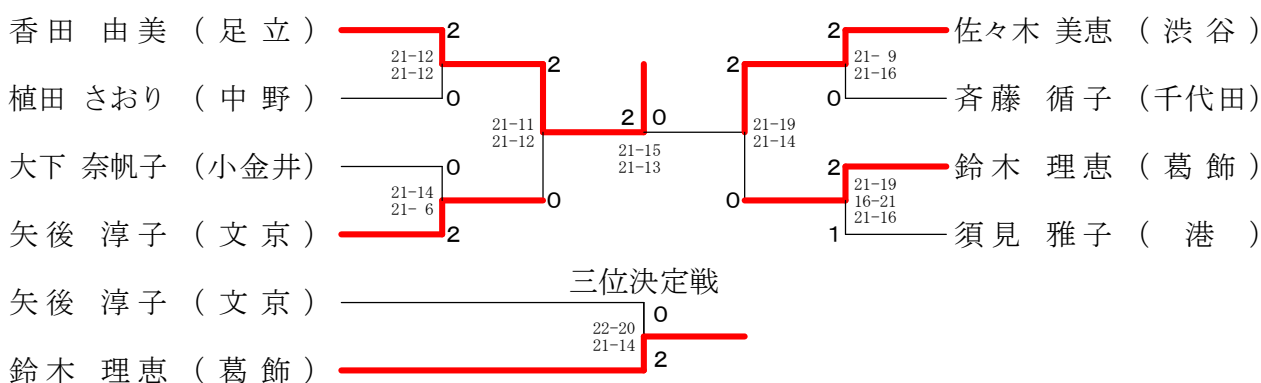 香田 由美 （足立） 2 2 佐々木 美恵 （渋谷）
21-12 2 2 21- 9
21-12 21-16
植田 さおり （中野） 0 0 斉藤 循子 （千代田）
21-11 2 0 21-19
21-12 21-14
21-15
21-13
大下 奈帆子 （小金井） 0 2 鈴木 理恵 （葛飾）
21-14 21-19
21- 6 0 0 16-21
21-16
矢後 淳子 （文京） 2 1 須見 雅子 （港）
三位決定戦
矢後 淳子 （文京） 0
22-20
21-14
鈴木 理恵 （葛飾） 2